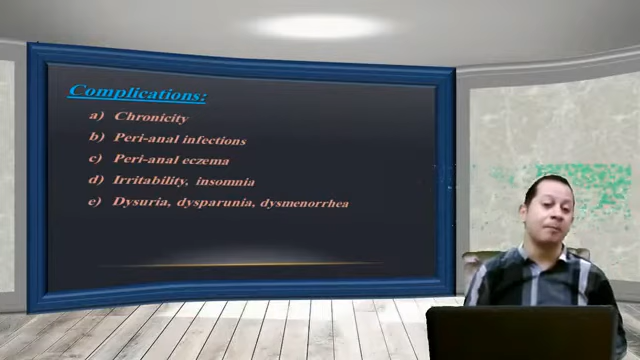 Complications:
a) Chronicity
b) Peri-anal infections
c) Peri-anal eczema
d) Irritability, insomnia
e) Dysuria, dysparunia, dysmenorrhea